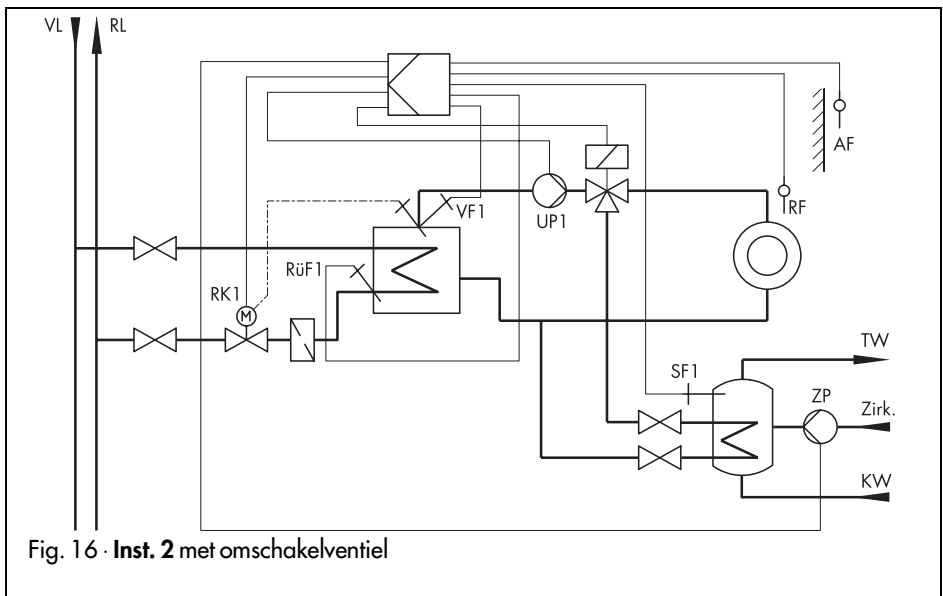 VL RL
AF
RF
VF1
UP1
RüF1
RK1
M
TW
SF1
ZP
Zirk.
KW
Fig. 16 · Inst. 2 met omschakelventiel